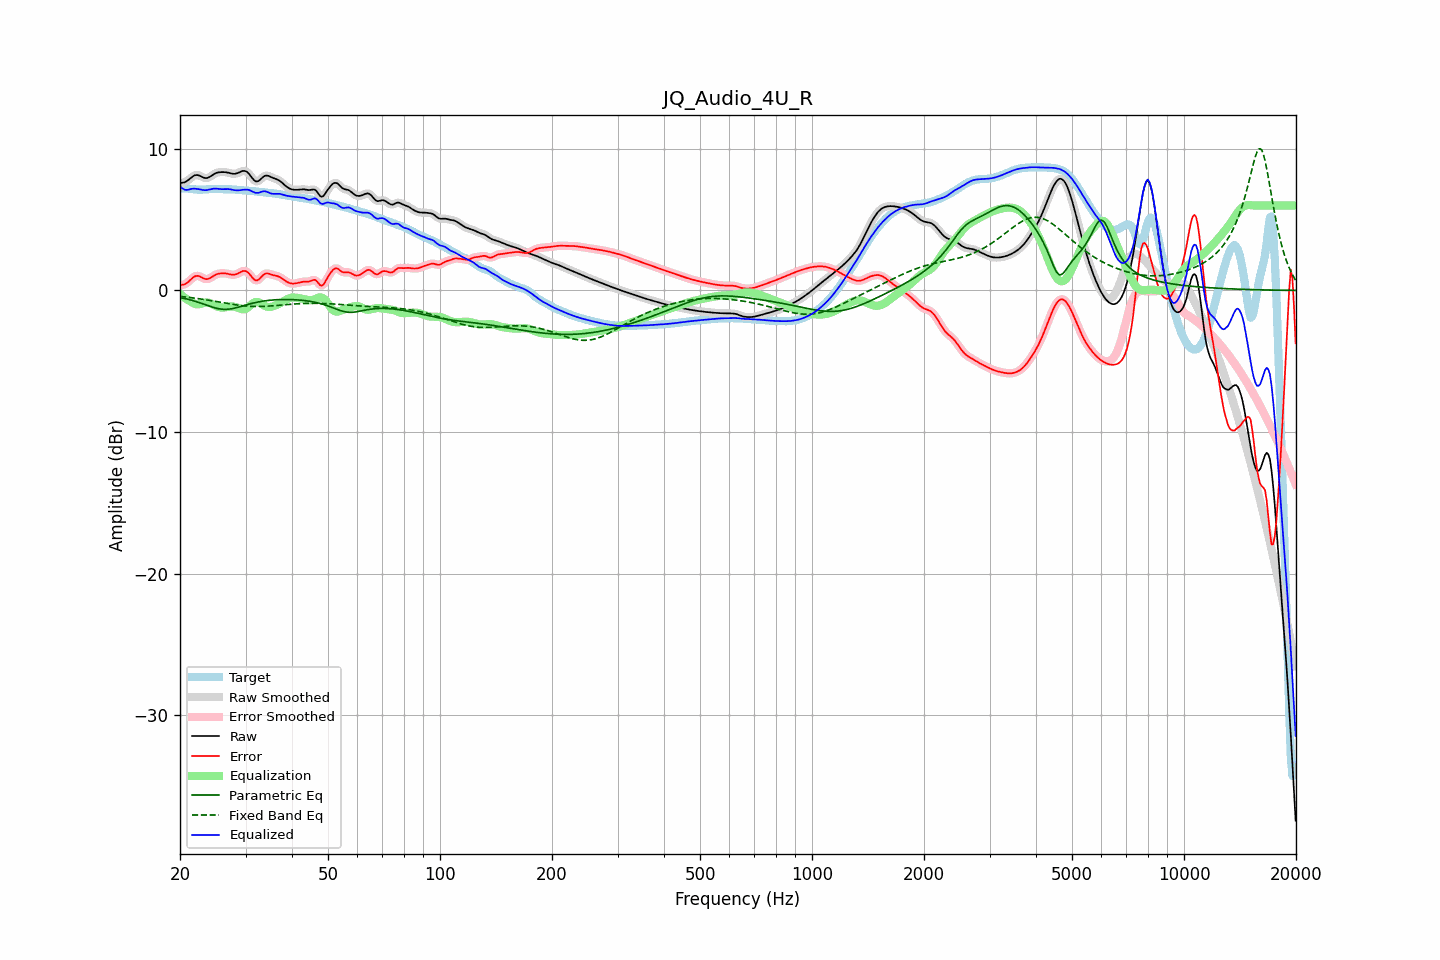 JQ_Audio_4U_R
10
0
−10
−20
−30
Amplitude (dBr)
Target
Raw Smoothed
Error Smoothed
Raw
Error
Equalization
Parametric Eq
Fixed Band Eq
Equalized
20
50
100
200
500
1000
2000
5000
10000
20000
Frequency (Hz)